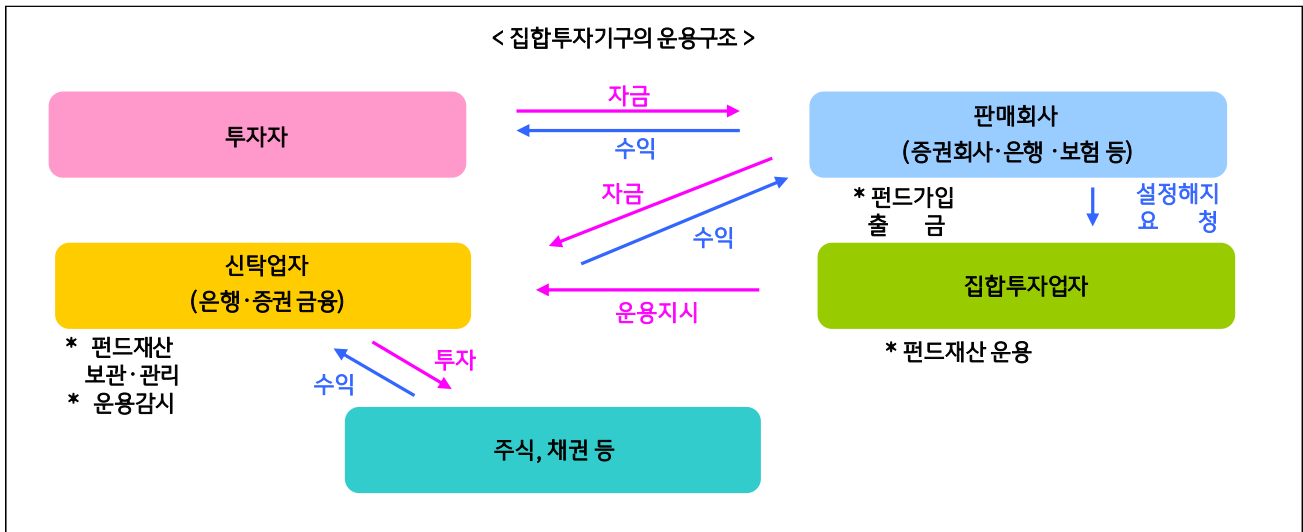 < 집합투자기구의 운용구조 >
투자자
자금
수익
판매회사
(증권회사·은행 ·보험 등)
자금
수익
* 펀드가입
출 금
설정해지
요 청
신탁업자
(은행·증권 금융)
운용지시
집합투자업자
* 펀드재산
보관·관리
* 운용감시
투자
수익
* 펀드재산 운용
주식, 채권 등